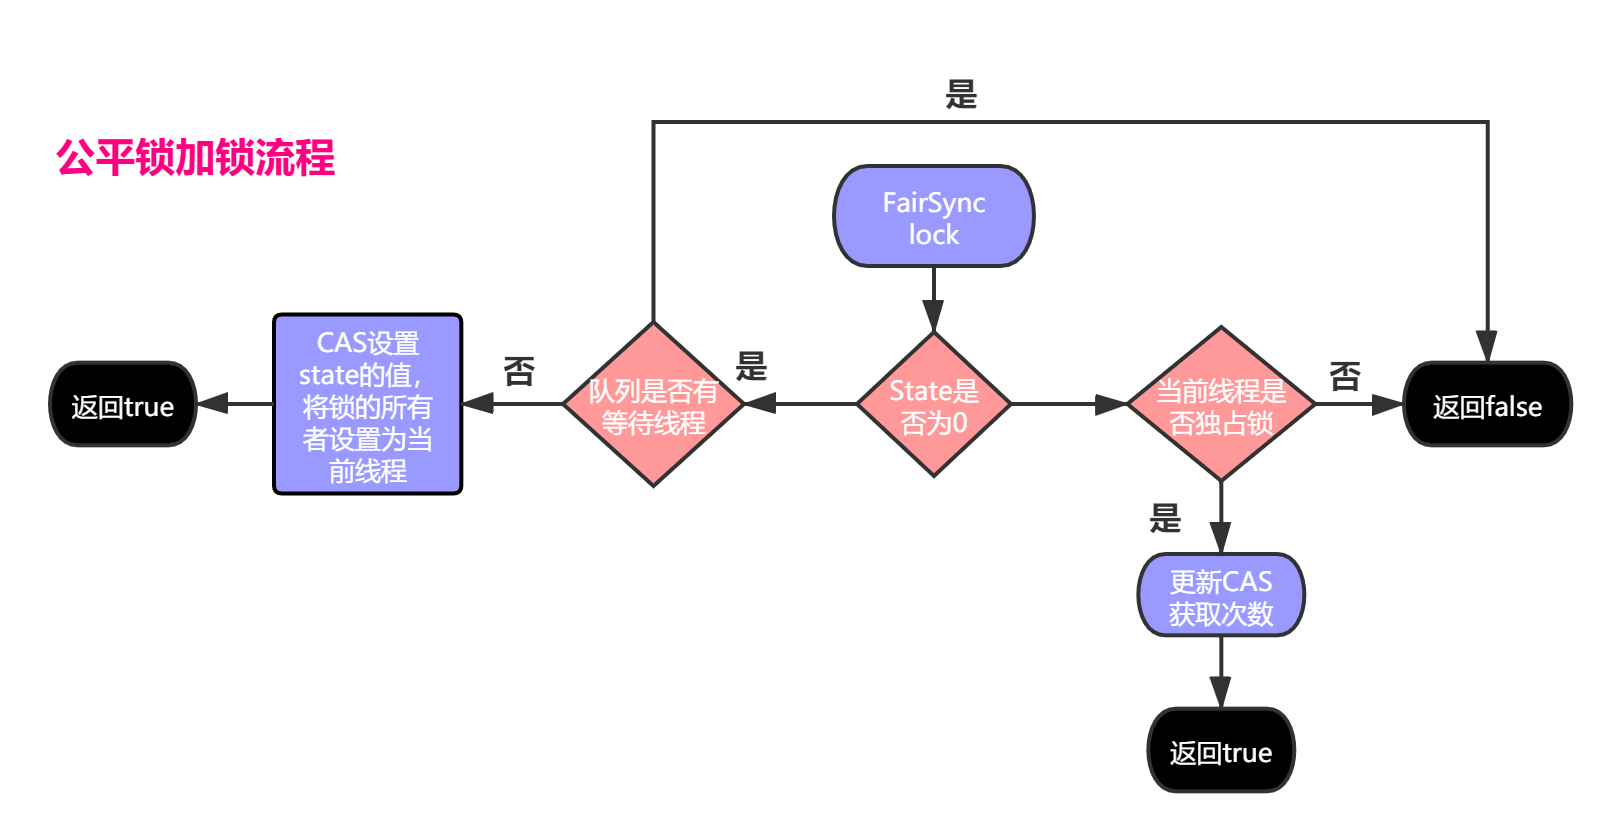 是
公平锁加锁流程
FairSync
lock
CAS设置
state的值，
将锁的所有
者设置为当
前线程
返回true
否
队列是否有
等待线程
是
State是
否为0
当前线程是
否独占锁
否
返回false
是
更新CAS
获取次数
返回true